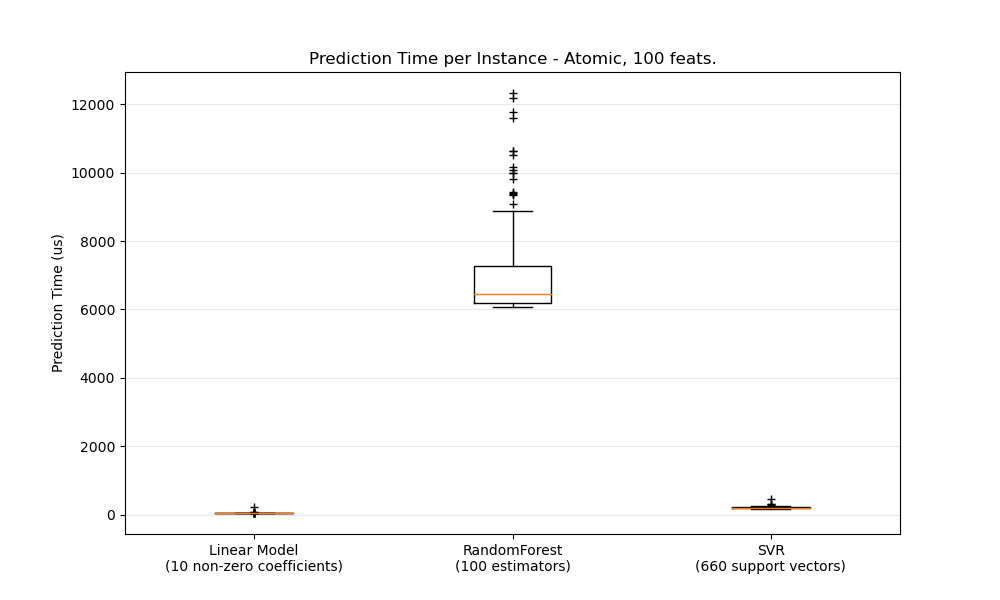 Prediction Time per Instance - Atomic, 100 feats.
Prediction Time (us)
12000
10000
8000
6000
4000
2000
0
Linear Model
(10 non-zero coefficients)
RandomForest
(100 estimators)
SVR
(660 support vectors)